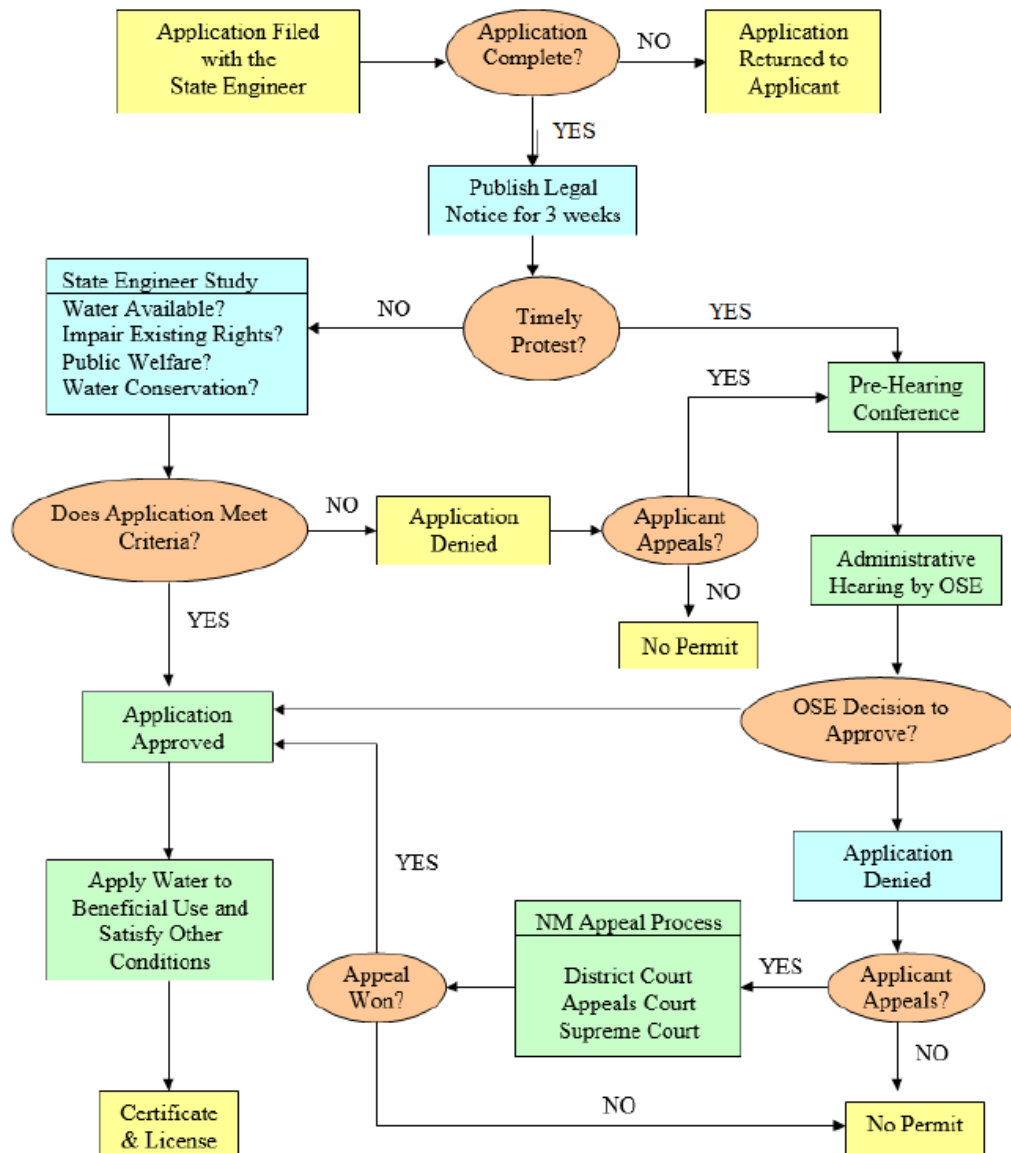 Application Filed
with the
State Engineer
Application
Complete?
NO
Application
Returned to
Applicant
YES
Publish Legal
Notice for 3 weeks
State Engineer Study
Water Available?
Impair Existing Rights?
Public Welfare?
Water Conservation?
NO
Timely
Protest?
YES
YES
Pre-Hearing
Conference
Does Application Meet
Criteria?
NO
Application
Denied
Applicant
Appeals?
Administrative
Hearing by OSE
YES
NO
No Permit
Application
Approved
OSE Decision to
Approve?
YES
Application
Denied
Apply Water to
Beneficial Use and
Satisfy Other
Conditions
NM Appeal Process
District Court
Appeals Court
Supreme Court
Appeal
Won?
YES
Applicant
Appeals?
NO
NO
Certificate
& License
No Permit